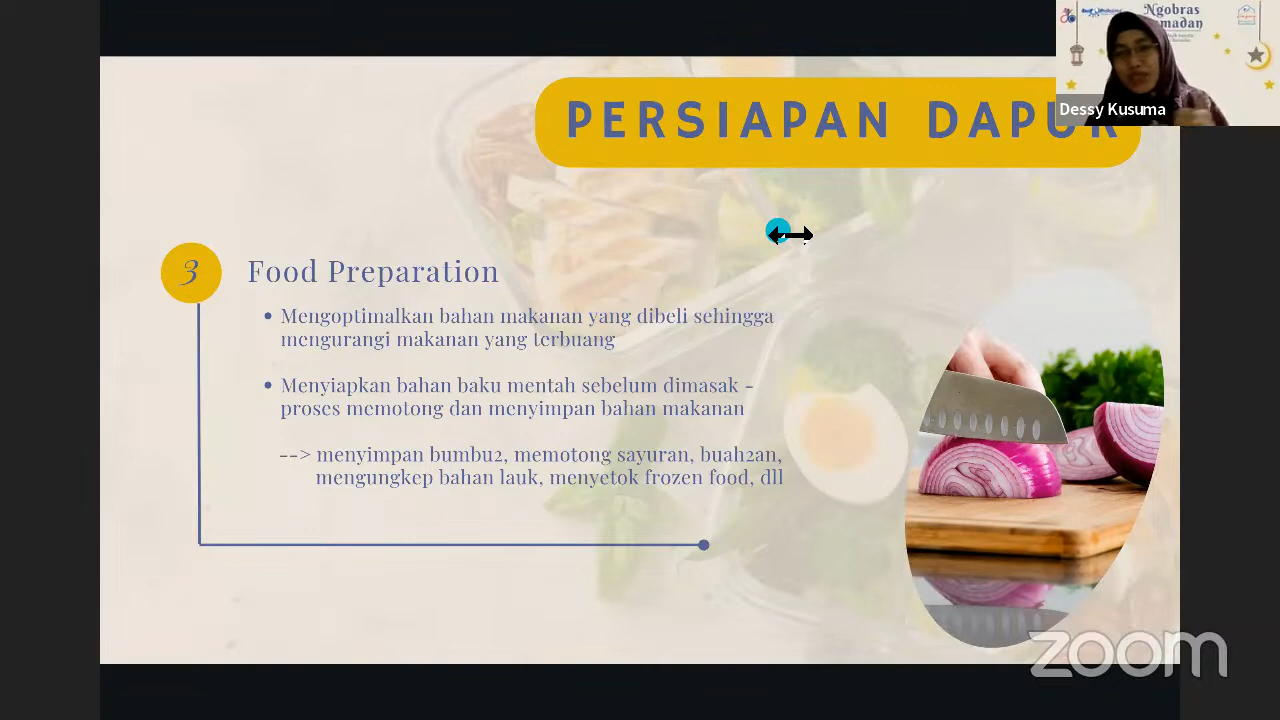 Ngobras
Ramadan
Dessy Kusuma
PERSIAPAN DAPUR
3
Food Preparation
• Mengoptimalkan bahan makanan yang dibeli sehingga
mengurangi makanan yang terbuang
• Menyiapkan bahan baku mentah sebelum dimasak -
proses memotong dan menyimpan bahan makanan
--> menyimpan bumbu2, memotong sayuran, buah2an,
mengungkep bahan lauk, menyetok frozen food, dll
zoom